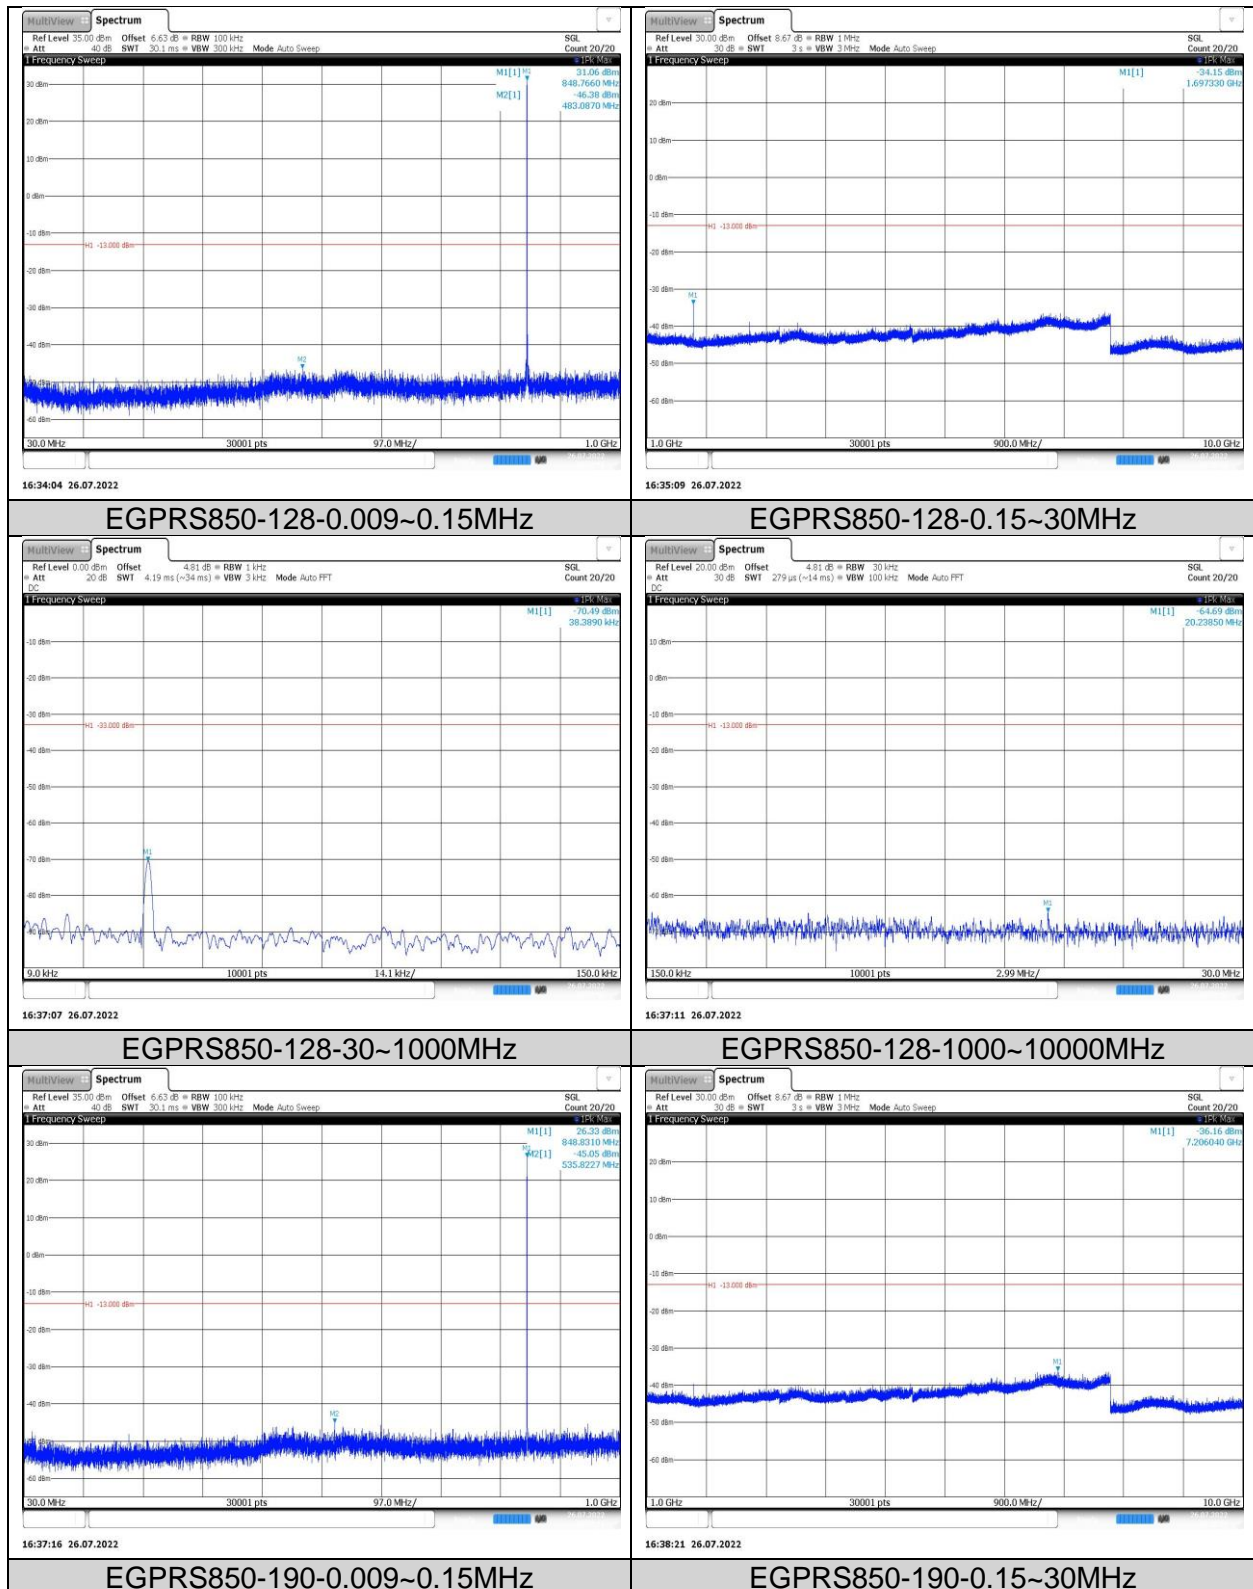 MultiView Spectrum
Ref Level 35.00 dBm Offset 6.63 dB RBW 100 kHz SGL
Att 40 dB SWT 30.1 ms VBW 300 kHz Mode Auto Sweep Count 20/20
1 Frequency Sweep 1Pk Max
M1[1] 31.06 dBm
848.7660 MHz
M2[1] -46.38 dBm
483.0870 MHz
M1
30 dBm
20 dBm
10 dBm
0 dBm
-10 dBm
H1 -13.000 dBm
-20 dBm
-30 dBm
-40 dBm
M2
-60 dBm
30.0 MHz 30001 pts 97.0 MHz/ 1.0 GHz
16:34:04 26.07.2022
MultiView Spectrum
Ref Level 30.00 dBm Offset 8.67 dB RBW 1 MHz SGL
Att 30 dB SWT 3 s VBW 3 MHz Mode Auto Sweep Count 20/20
1 Frequency Sweep 1Pk Max
M1[1] -34.15 dBm
1.697330 GHz
20 dBm
10 dBm
0 dBm
-10 dBm
H1 -13.000 dBm
-20 dBm
-30 dBm
M1
-40 dBm
-50 dBm
-60 dBm
1.0 GHz 30001 pts 900.0 MHz/ 10.0 GHz
16:35:09 26.07.2022
EGPRS850-128-0.009~0.15MHz EGPRS850-128-0.15~30MHz
MultiView Spectrum
Ref Level 0.00 dBm Offset 4.81 dB RBW 1 kHz SGL
Att 20 dB SWT 4.19 ms (~34 ms) VBW 3 kHz Mode Auto FFT Count 20/20
DC
1 Frequency Sweep 1Pk Max
M1[1] -70.49 dBm
38.3890 kHz
-10 dBm
-20 dBm
-30 dBm
H1 -33.000 dBm
-40 dBm
-50 dBm
-60 dBm
-70 dBm
M1
-80 dBm
9.0 kHz 10001 pts 14.1 kHz/ 150.0 kHz
16:37:07 26.07.2022
MultiView Spectrum
Ref Level 20.00 dBm Offset 4.81 dB RBW 30 kHz SGL
Att 30 dB SWT 279 µs (~14 ms) VBW 100 kHz Mode Auto FFT Count 20/20
DC
1 Frequency Sweep 1Pk Max
M1[1] -64.69 dBm
20.23850 MHz
10 dBm
0 dBm
-10 dBm
H1 -13.000 dBm
-20 dBm
-30 dBm
-40 dBm
-50 dBm
-60 dBm
M1
150.0 kHz 10001 pts 2.99 MHz/ 30.0 MHz
16:37:11 26.07.2022
EGPRS850-128-30~1000MHz EGPRS850-128-1000~10000MHz
MultiView Spectrum
Ref Level 35.00 dBm Offset 6.63 dB RBW 100 kHz SGL
Att 40 dB SWT 30.1 ms VBW 300 kHz Mode Auto Sweep Count 20/20
1 Frequency Sweep 1Pk Max
M1[1] 26.33 dBm
848.8310 MHz
M2[1] -45.05 dBm
535.8227 MHz
30 dBm
20 dBm
10 dBm
0 dBm
-10 dBm
H1 -13.000 dBm
-20 dBm
-30 dBm
-40 dBm
M2
-60 dBm
30.0 MHz 30001 pts 97.0 MHz/ 1.0 GHz
16:37:16 26.07.2022
MultiView Spectrum
Ref Level 30.00 dBm Offset 8.67 dB RBW 1 MHz SGL
Att 30 dB SWT 3 s VBW 3 MHz Mode Auto Sweep Count 20/20
1 Frequency Sweep 1Pk Max
M1[1] -36.16 dBm
7.206040 GHz
20 dBm
10 dBm
0 dBm
-10 dBm
H1 -13.000 dBm
-20 dBm
-30 dBm
M1
-40 dBm
-50 dBm
-60 dBm
1.0 GHz 30001 pts 900.0 MHz/ 10.0 GHz
16:38:21 26.07.2022
EGPRS850-190-0.009~0.15MHz EGPRS850-190-0.15~30MHz